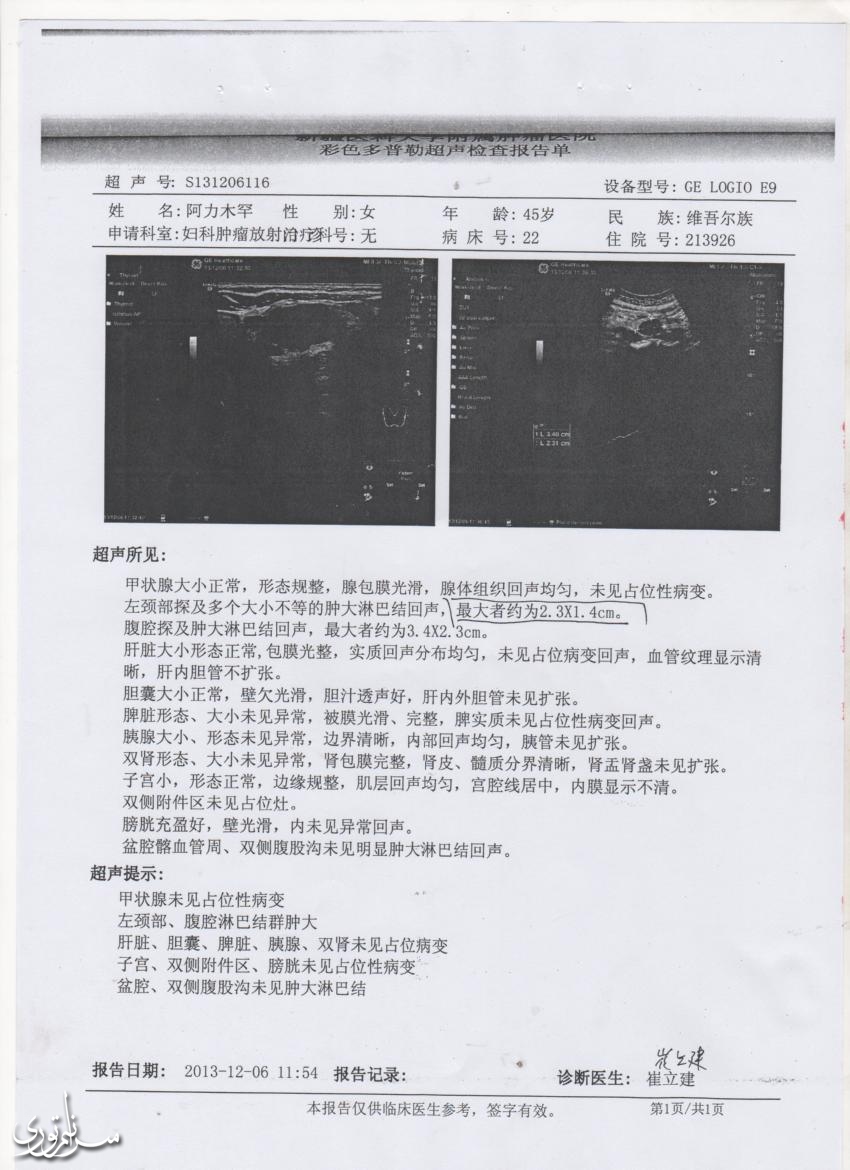 新疆医科大学附属肿瘤医院
彩色多普勒超声检查报告单
超 声 号: S131206116 设备型号: GE LOGIO E9
姓 名: 阿力木罕 性 别: 女 年 龄: 45岁 民 族: 维吾尔族
申请科室: 妇科肿瘤放射治疗科 门诊号: 无 病 床 号: 22 住 院 号: 213926
GE Healthcare
Thyroid
1 L 3.40 cm
2 L 2.31 cm
超声所见:
甲状腺大小正常，形态规整，腺包膜光滑，腺体组织回声均匀，未见占位性病变。
左颈部探及多个大小不等的肿大淋巴结回声，最大者约为2.3X1.4cm。
腹腔探及肿大淋巴结回声，最大者约为3.4X2.3cm。
肝脏大小形态正常,包膜光整，实质回声分布均匀，未见占位病变回声，血管纹理显示清
晰，肝内胆管不扩张。
胆囊大小正常，壁欠光滑，胆汁透声好，肝内外胆管未见扩张。
脾脏形态、大小未见异常，被膜光滑、完整，脾实质未见占位性病变回声。
胰腺大小、形态未见异常，边界清晰，内部回声均匀，胰管未见扩张。
双肾形态、大小未见异常，肾包膜完整，肾皮、髓质分界清晰，肾盂肾盏未见扩张。
子宫小，形态正常，边缘规整，肌层回声均匀，宫腔线居中，内膜显示不清。
双侧附件区未见占位灶。
膀胱充盈好，壁光滑，内未见异常回声。
盆腔髂血管周、双侧腹股沟未见明显肿大淋巴结回声。
超声提示:
甲状腺未见占位性病变
左颈部、腹腔淋巴结群肿大
肝脏、胆囊、脾脏、胰腺、双肾未见占位病变
子宫、双侧附件区、膀胱未见占位性病变
盆腔、双侧腹股沟未见肿大淋巴结
崔立建
报告日期: 2013-12-06 11:54 报告记录: 诊断医生: 崔立建
本报告仅供临床医生参考，签字有效。 第1页/共1页